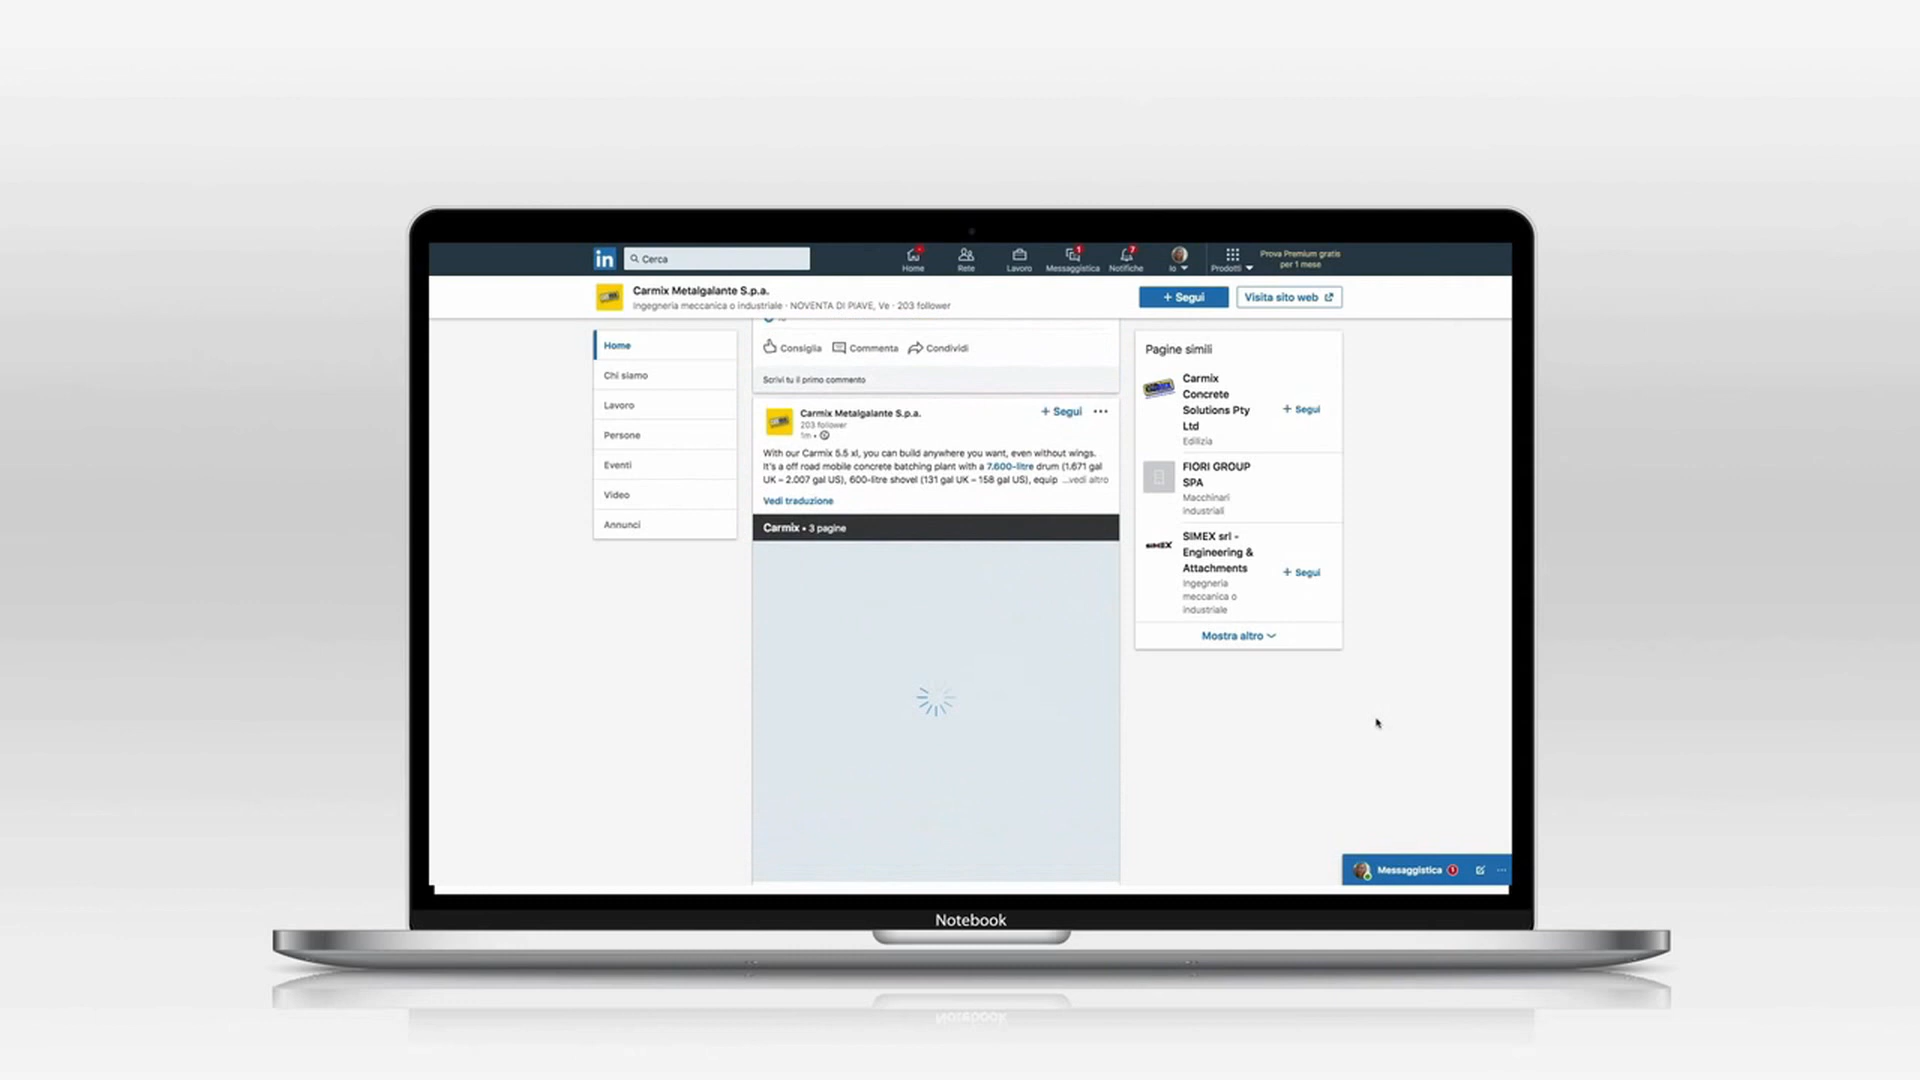 in
Cerca
Home
Rete
Lavoro
1
Messaggistica
7
Notifiche
Io
Prodotti
Prova Premium gratis
per 1 mese
Carmix Metalgalante S.p.a.
Ingegneria meccanica o industriale · NOVENTA DI PIAVE, Ve · 203 follower
+ Segui
Visita sito web
Home
Chi siamo
Lavoro
Persone
Eventi
Video
Annunci
Consiglia
Commenta
Condividi
Scrivi tu il primo commento
Carmix Metalgalante S.p.a.
203 follower
1m •
+ Segui
With our Carmix 5.5 xl, you can build anywhere you want, even without wings.
It's a off road mobile concrete batching plant with a 7.600-litre drum (1.671 gal
UK – 2.007 gal US), 600-litre shovel (131 gal UK – 158 gal US), equip ...vedi altro
Vedi traduzione
Carmix • 3 pagine
Pagine simili
Carmix
Concrete
Solutions Pty
Ltd
Edilizia
+ Segui
FIORI GROUP
SPA
Macchinari
industriali
SIMEX
SIMEX srl -
Engineering &
Attachments
Ingegneria
meccanica o
industriale
+ Segui
Mostra altro
Messaggistica 1
Notebook